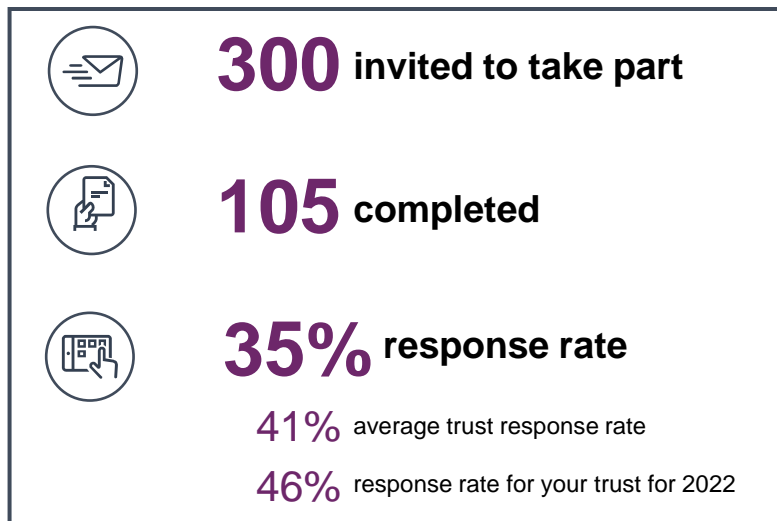 300 invited to take part
105 completed
35% response rate
41% average trust response rate
46% response rate for your trust for 2022